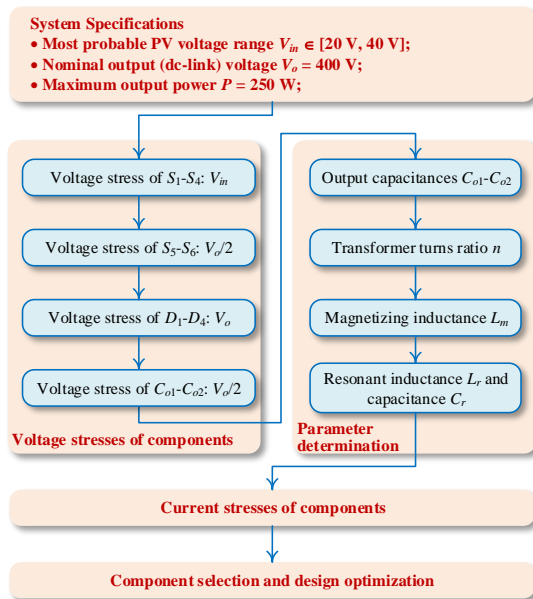 System Specifications
• Most probable PV voltage range Vin ∈ [20 V, 40 V];
• Nominal output (dc-link) voltage Vo = 400 V;
• Maximum output power P = 250 W;
Voltage stress of S1-S4: Vin
Voltage stress of S5-S6: Vo/2
Voltage stress of D1-D4: Vo
Voltage stress of Co1-Co2: Vo/2
Voltage stresses of components
Output capacitances Co1-Co2
Transformer turns ratio n
Magnetizing inductance Lm
Resonant inductance Lr and
capacitance Cr
Parameter
determination
Current stresses of components
Component selection and design optimization